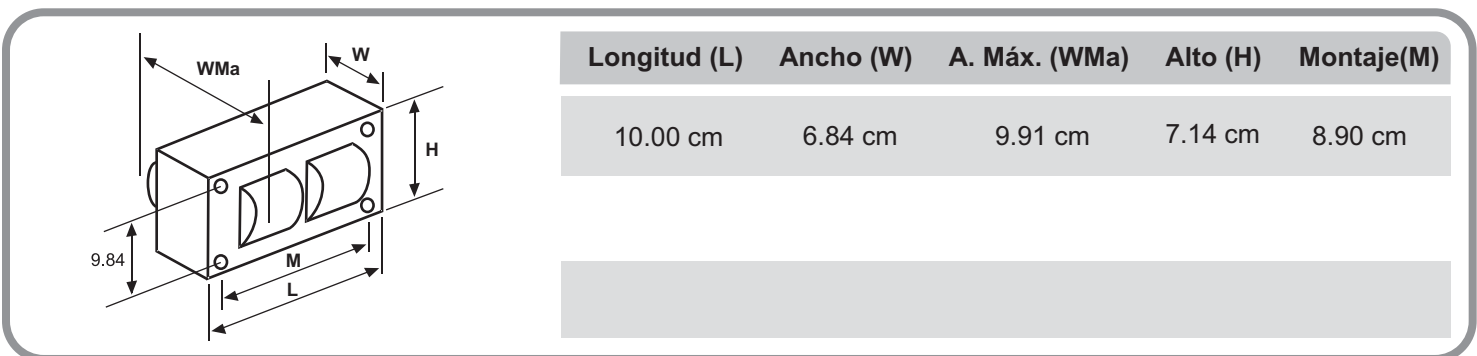 WMa
W
H
9.84
M
L
Longitud (L) Ancho (W) A. Máx. (WMa) Alto (H) Montaje(M)
10.00 cm 6.84 cm 9.91 cm 7.14 cm 8.90 cm